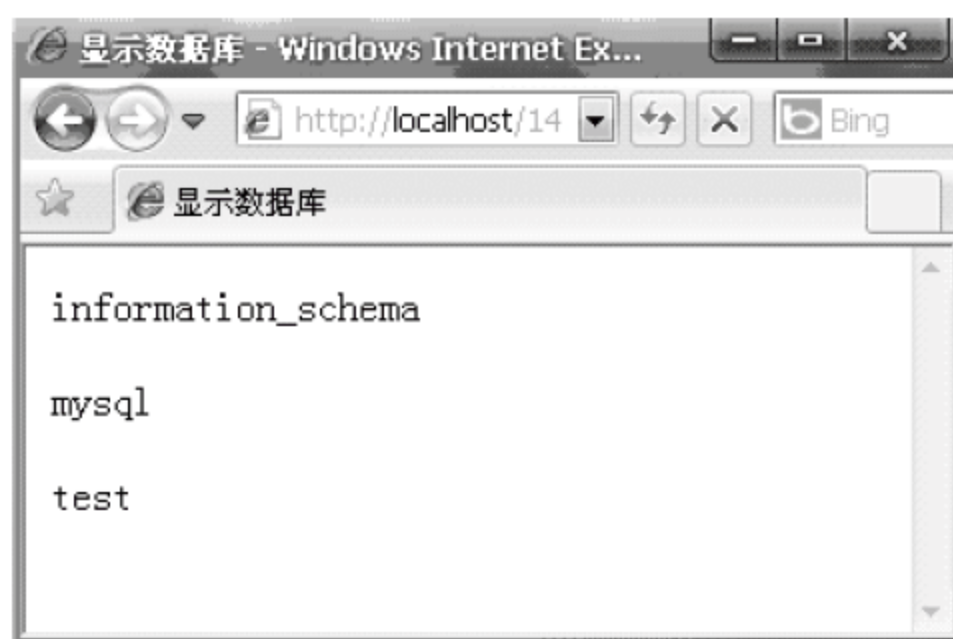 显示数据库 - Windows Internet Ex...
http://localhost/14
Bing
显示数据库
information_schema
mysql
test